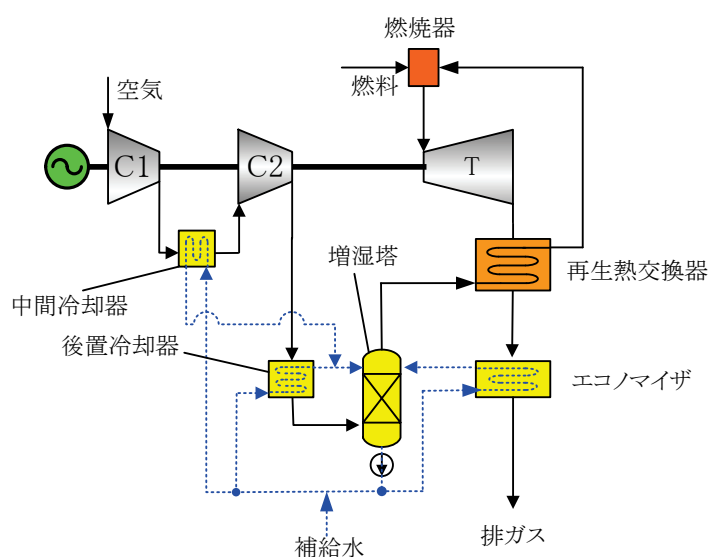 燃焼器
空気
燃料
C1
C2
T
増湿塔
再生熱交換器
中間冷却器
後置冷却器
エコノマイザ
排ガス
補給水